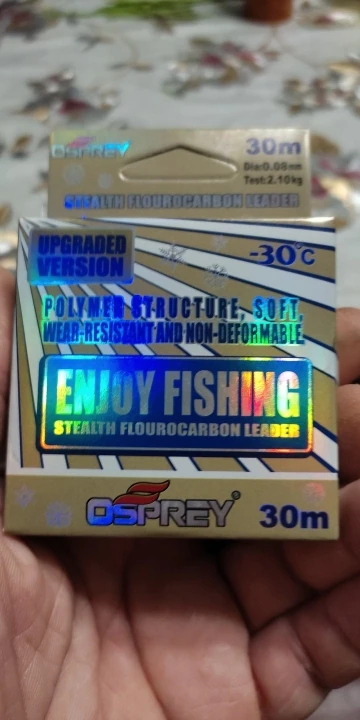 OSPREY
30m
Dia:0.08mm
Test:2.10kg
STEALTH FLOUROCARBON LEADER
UPGRADED
VERSION
-30°C
POLYMER STRUCTURE, SOFT,
WEAR-RESISTANT AND NON-DEFORMABLE
ENJOY FISHING
STEALTH FLOUROCARBON LEADER
OSPREY®
30m